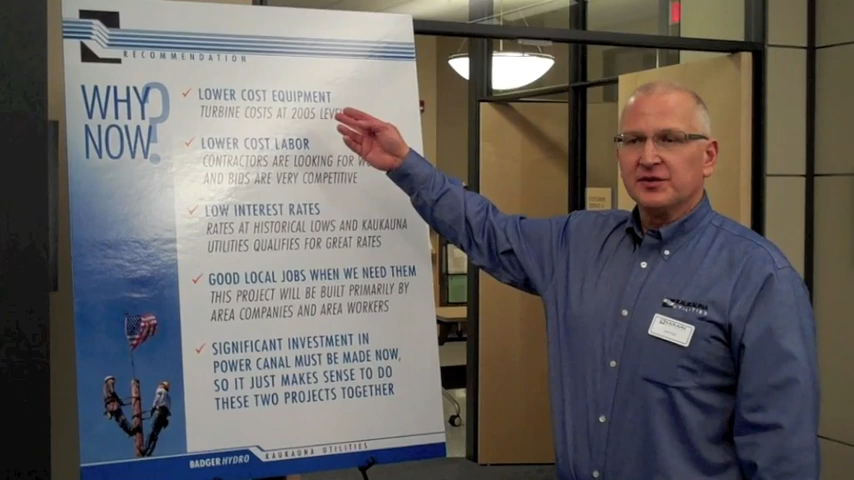 RECOMMENDATION
WHY
NOW?
LOWER COST EQUIPMENT
TURBINE COSTS AT 2005
LOWER COST LABOR
CONTRACTORS ARE LOOKING FOR
AND BIDS ARE VERY COMPETITIVE
LOW INTEREST RATES
RATES AT HISTORICAL LOWS AND KAUKAUNA
UTILITIES QUALIFIES FOR GREAT RATES
GOOD LOCAL JOBS WHEN WE NEED THEM
THIS PROJECT WILL BE BUILT PRIMARILY BY
AREA COMPANIES AND AREA WORKERS
SIGNIFICANT INVESTMENT IN
POWER CANAL MUST BE MADE NOW,
SO IT JUST MAKES SENSE TO DO
THESE TWO PROJECTS TOGETHER
BADGER HYDRO
KAUKAUNA UTILITIES
KAUKAUNA
UTILITIES